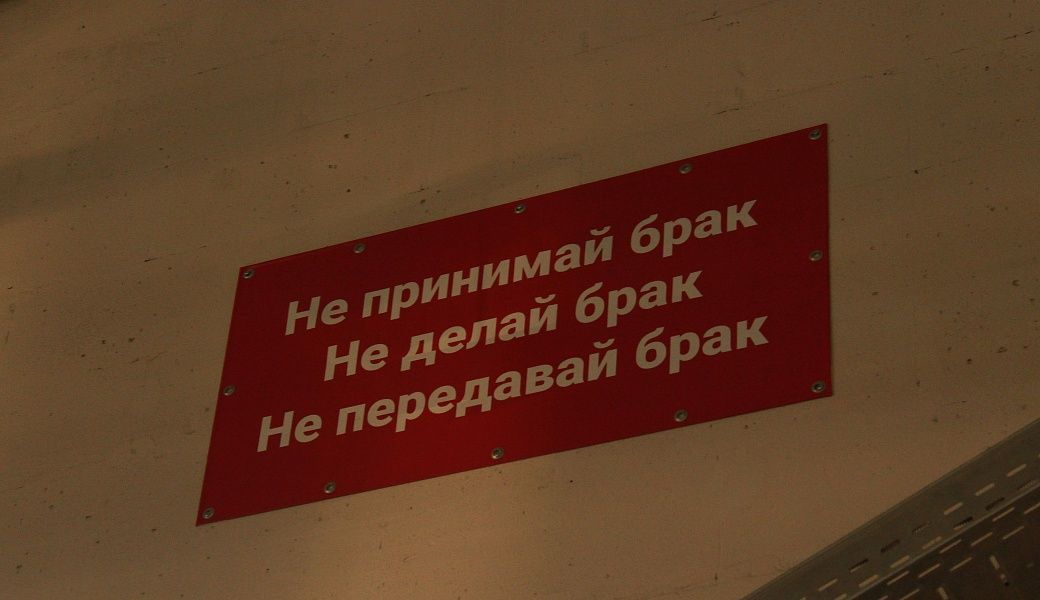 Не принимай брак
Не делай брак
Не передавай брак